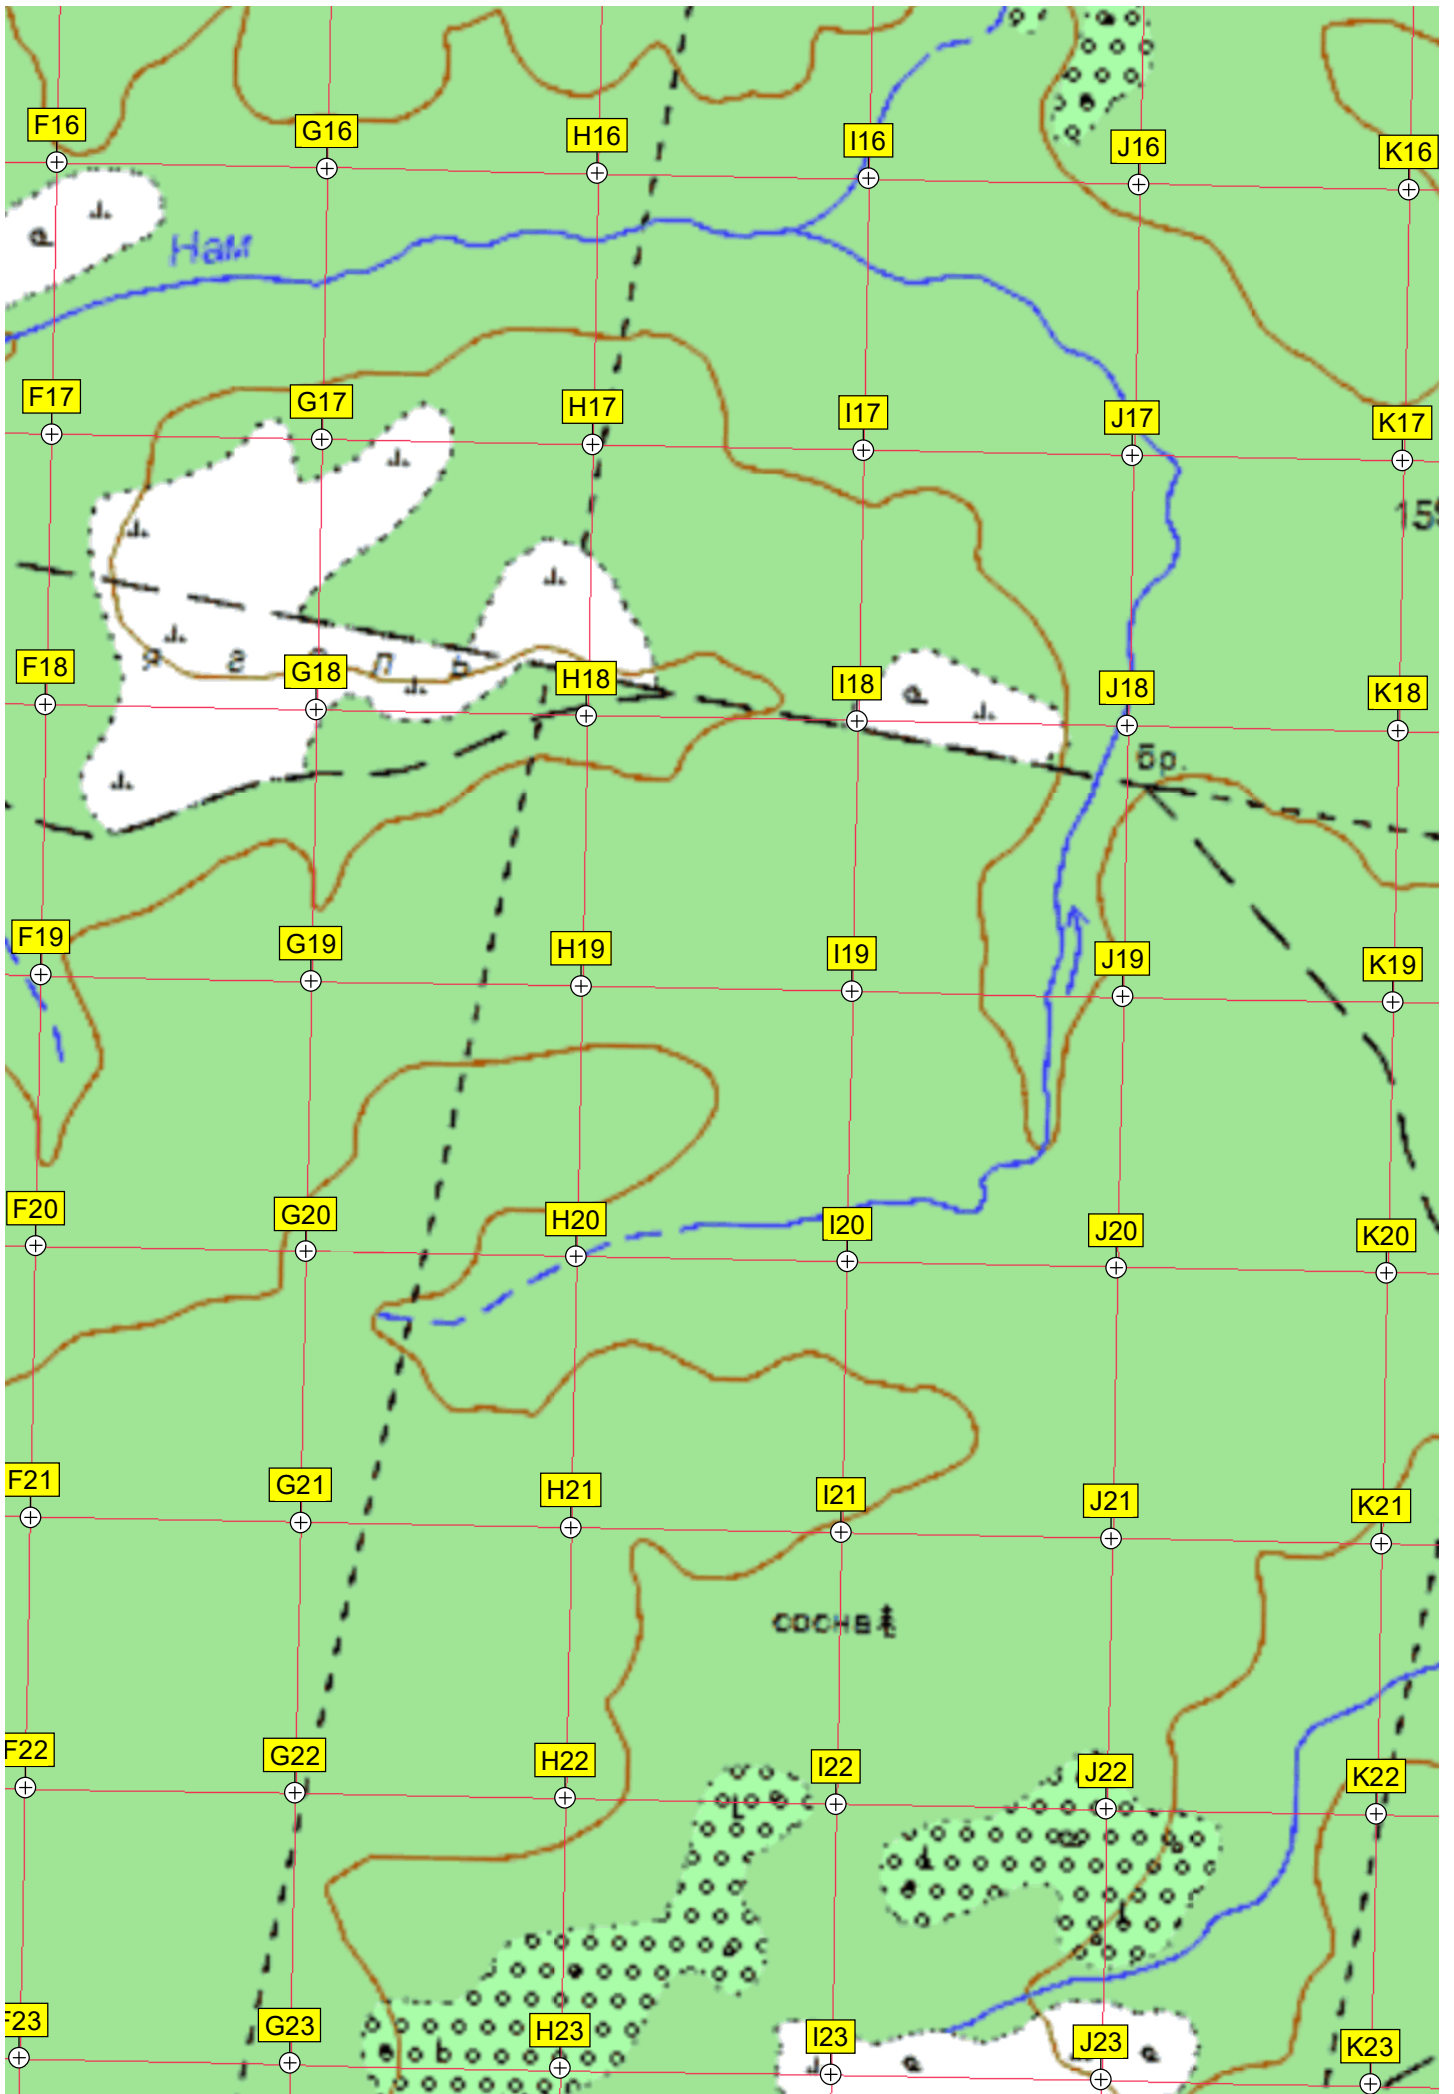 F16 G16 H16 I16 J16 K16
Нам
F17 G17 H17 I17 J17 K17
F18 G18 H18 I18 J18 K18
бр.
F19 G19 H19 I19 J19 K19
F20 G20 H20 I20 J20 K20
F21 G21 H21 I21 J21 K21
F22 G22 H22 I22 J22 K22
F23 G23 H23 I23 J23 K23